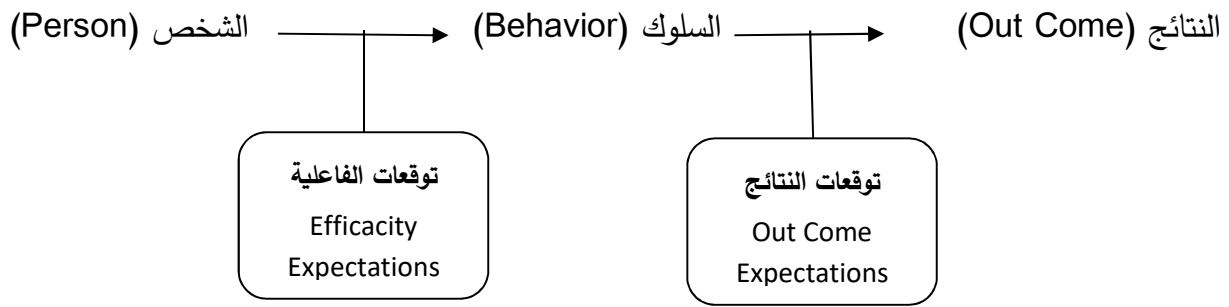 الشخص (Person)
السلوك (Behavior)
النتائج (Out Come)
توقعات الفاعلية
Efficacity
Expectations
توقعات النتائج
Out Come
Expectations